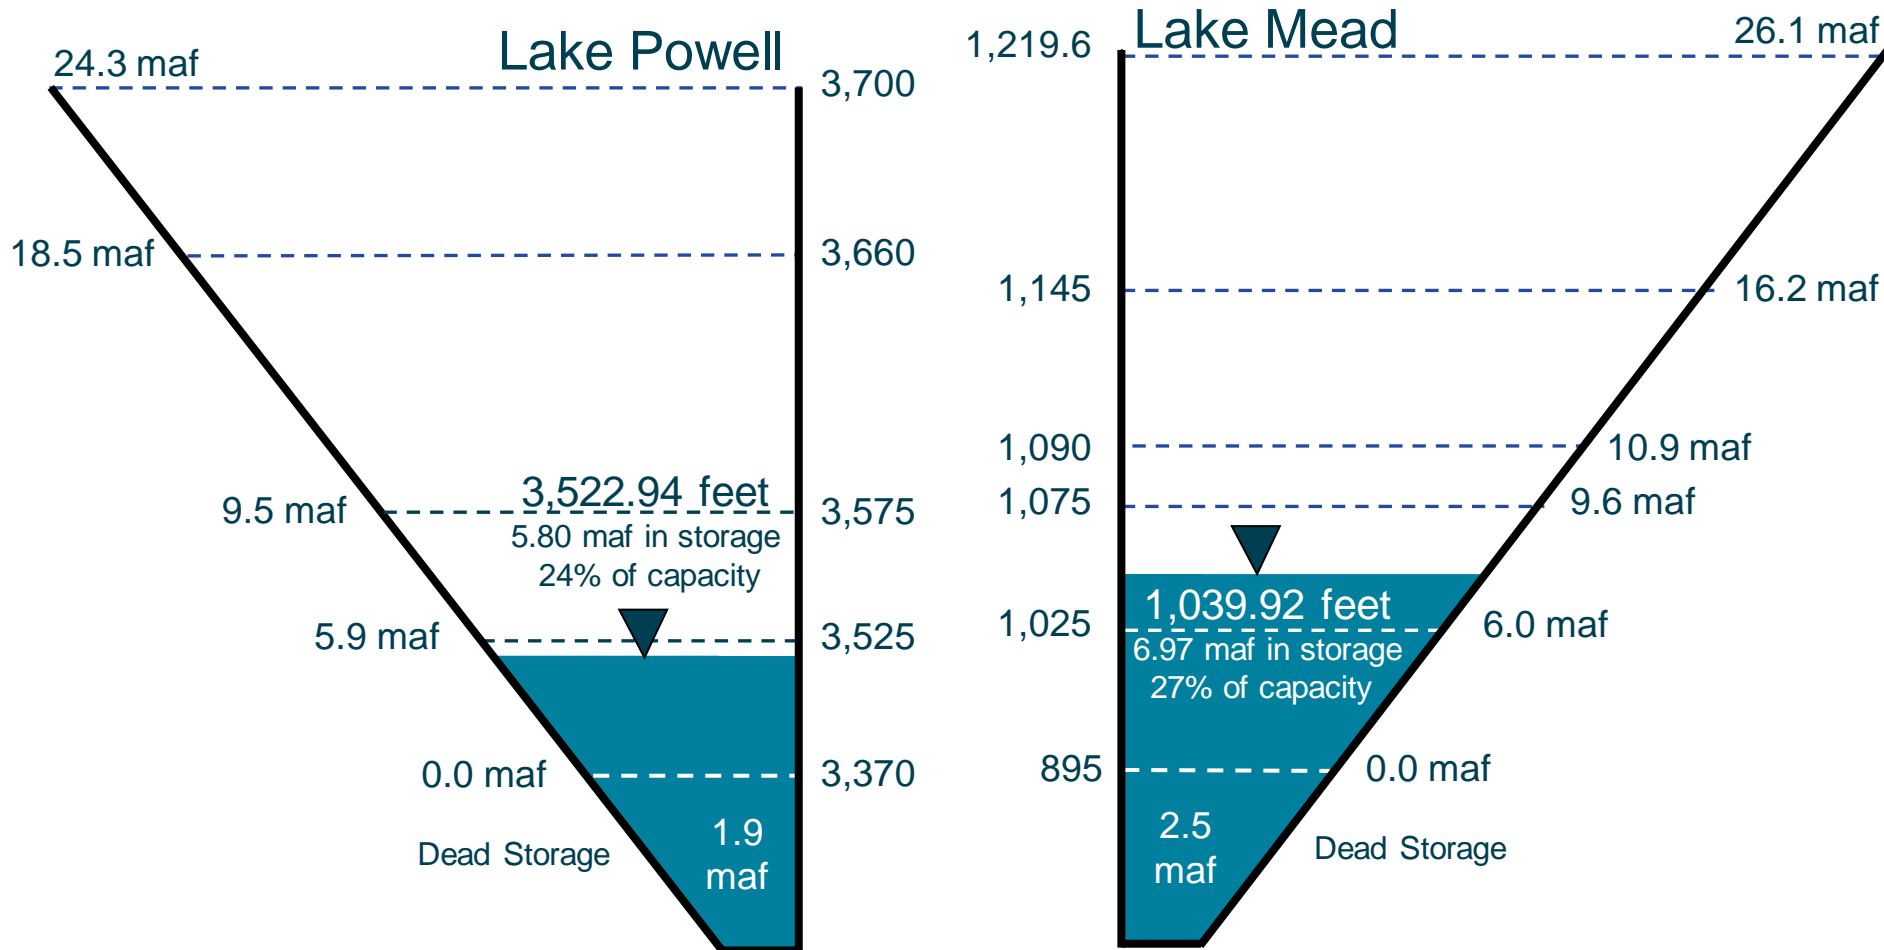 Lake Powell
24.3 maf
3,700
18.5 maf
3,660
3,522.94 feet
9.5 maf
3,575
5.80 maf in storage
24% of capacity
5.9 maf
3,525
0.0 maf
3,370
1.9
maf
Dead Storage
Lake Mead
1,219.6
26.1 maf
1,145
16.2 maf
1,090
10.9 maf
1,075
9.6 maf
1,039.92 feet
1,025
6.0 maf
6.97 maf in storage
27% of capacity
895
0.0 maf
2.5
maf
Dead Storage